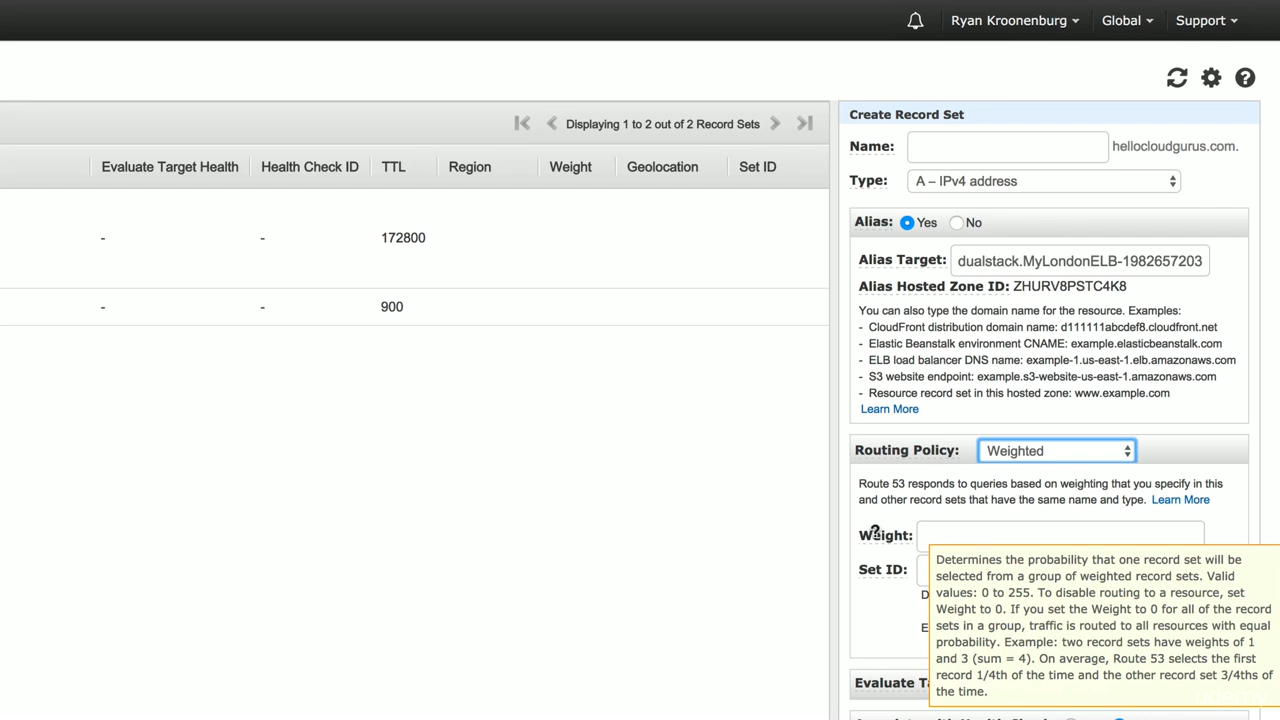 Ryan Kroonenburg
Global
Support
Displaying 1 to 2 out of 2 Record Sets
Evaluate Target Health
Health Check ID
TTL
Region
Weight
Geolocation
Set ID
-
-
172800
-
-
900
Create Record Set
Name:
hellocloudgurus.com.
Type:
A – IPv4 address
Alias: Yes No
Alias Target: dualstack.MyLondonELB-1982657203
Alias Hosted Zone ID: ZHURV8PSTC4K8
You can also type the domain name for the resource. Examples:
- CloudFront distribution domain name: d111111abcdef8.cloudfront.net
- Elastic Beanstalk environment CNAME: example.elasticbeanstalk.com
- ELB load balancer DNS name: example-1.us-east-1.elb.amazonaws.com
- S3 website endpoint: example.s3-website-us-east-1.amazonaws.com
- Resource record set in this hosted zone: www.example.com
Learn More
Routing Policy: Weighted
Route 53 responds to queries based on weighting that you specify in this
and other record sets that have the same name and type. Learn More
Weight:
Set ID:
D
E
Determines the probability that one record set will be
selected from a group of weighted record sets. Valid
values: 0 to 255. To disable routing to a resource, set
Weight to 0. If you set the Weight to 0 for all of the record
sets in a group, traffic is routed to all resources with equal
probability. Example: two record sets have weights of 1
and 3 (sum = 4). On average, Route 53 selects the first
record 1/4th of the time and the other record set 3/4ths of
the time.
Evaluate Ta